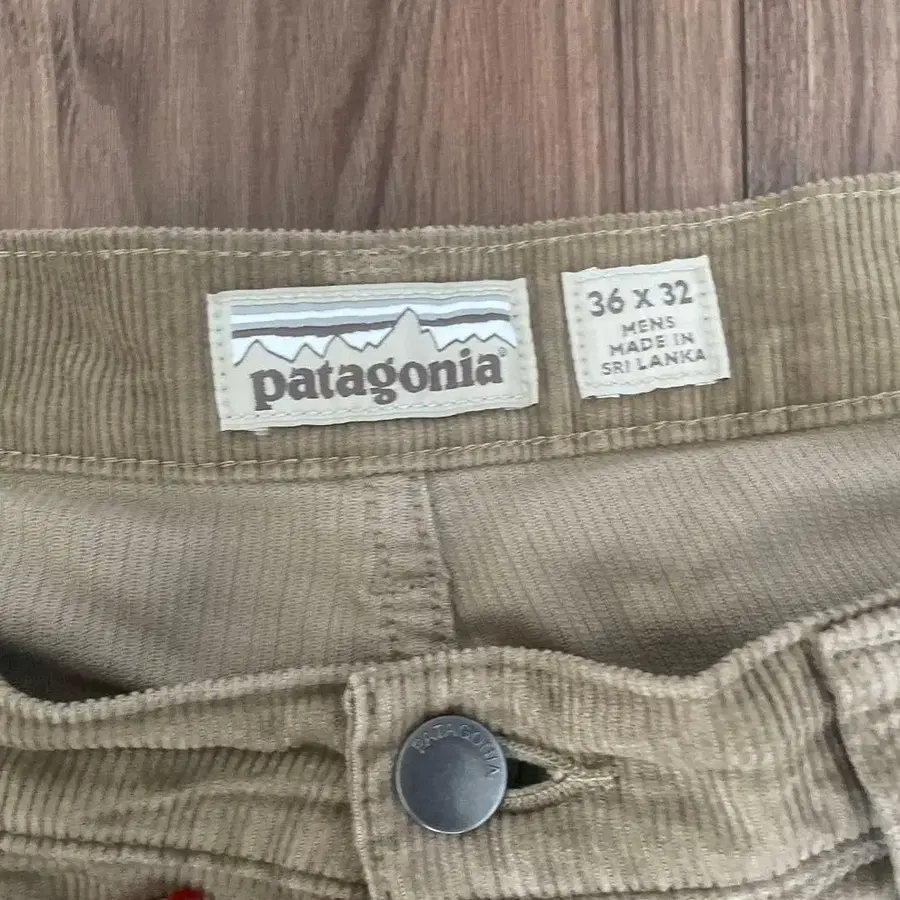 patagonia®
36 X 32
MENS
MADE IN
SRI LANKA
PATAGONIA